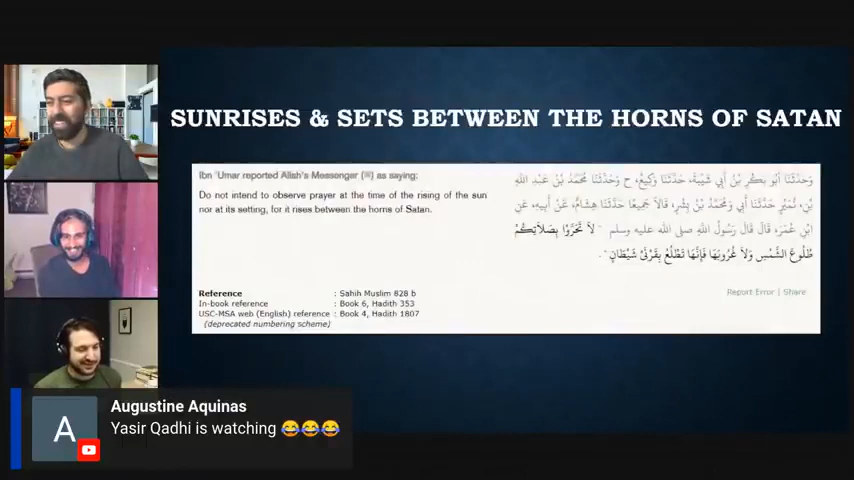 SUNRISES & SETS BETWEEN THE HORNS OF SATAN
Ibn 'Umar reported Allah's Messenger (ﷺ) as saying:
Do not intend to observe prayer at the time of the rising of the sun
nor at its setting, for it rises between the horns of Satan.
وَحَدَّثَنَا أَبُو بَكْرِ بْنُ أَبِي شَيْبَةَ، حَدَّثَنَا وَكِيعٌ، ح وَحَدَّثَنَا مُحَمَّدُ بْنُ عَبْدِ اللَّهِ
بْنِ نُمَيْرٍ حَدَّثَنَا أَبِي وَمُحَمَّدُ بْنُ بِشْرٍ، قَالاَ جَمِيعًا حَدَّثَنَا هِشَامٌ، عَنْ أَبِيهِ، عَنِ
ابْنِ عُمَرَ، قَالَ قَالَ رَسُولُ اللَّهِ صلى الله عليه وسلم " لاَ تَحَرَّوْا بِصَلاَتِكُمْ
طُلُوعَ الشَّمْسِ وَلاَ غُرُوبَهَا فَإِنَّهَا تَطْلُعُ بِقَرْنَىْ شَيْطَانٍ " .
Reference : Sahih Muslim 828 b
In-book reference : Book 6, Hadith 353
USC-MSA web (English) reference : Book 4, Hadith 1807
(deprecated numbering scheme)
Report Error | Share
A
Augustine Aquinas
Yasir Qadhi is watching 😂😂😂